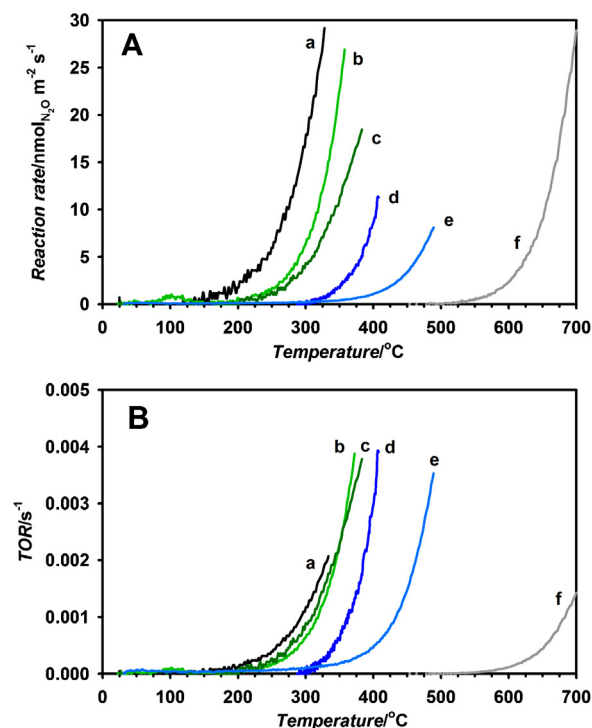 A
a
b
c
d
e
f
30
25
20
15
10
5
0
Reaction rate/nmol N₂O m⁻² s⁻¹
0 100 200 300 400 500 600 700
Temperature/°C
B
b c d
e
a
f
0.005
0.004
0.003
0.002
0.001
0.000
TOR/s⁻¹
0 100 200 300 400 500 600 700
Temperature/°C